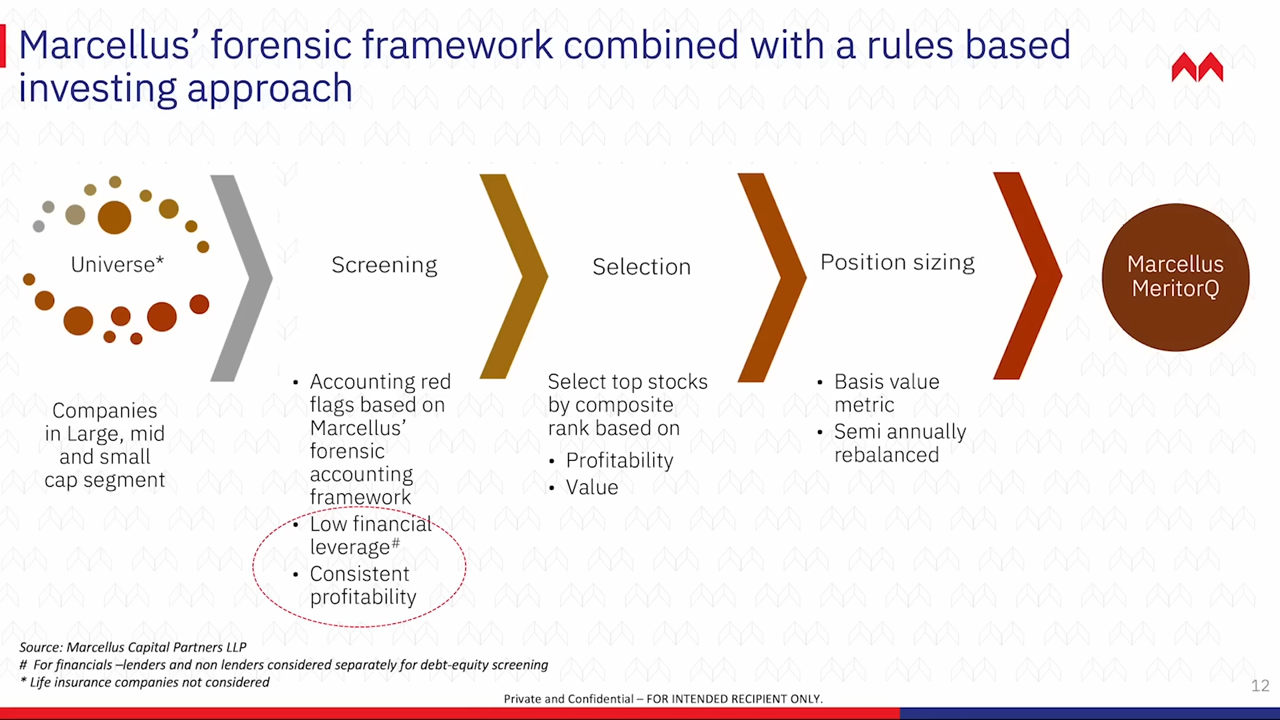 Marcellus’ forensic framework combined with a rules based
investing approach
Universe*
Screening
Selection
Position sizing
Marcellus
MeritorQ
Companies
in Large, mid
and small
cap segment
• Accounting red
flags based on
Marcellus’
forensic
accounting
framework
• Low financial
leverage#
• Consistent
profitability
Select top stocks
by composite
rank based on
• Profitability
• Value
• Basis value
metric
• Semi annually
rebalanced
Source: Marcellus Capital Partners LLP
# For financials –lenders and non lenders considered separately for debt-equity screening
* Life insurance companies not considered
Private and Confidential – FOR INTENDED RECIPIENT ONLY.
12